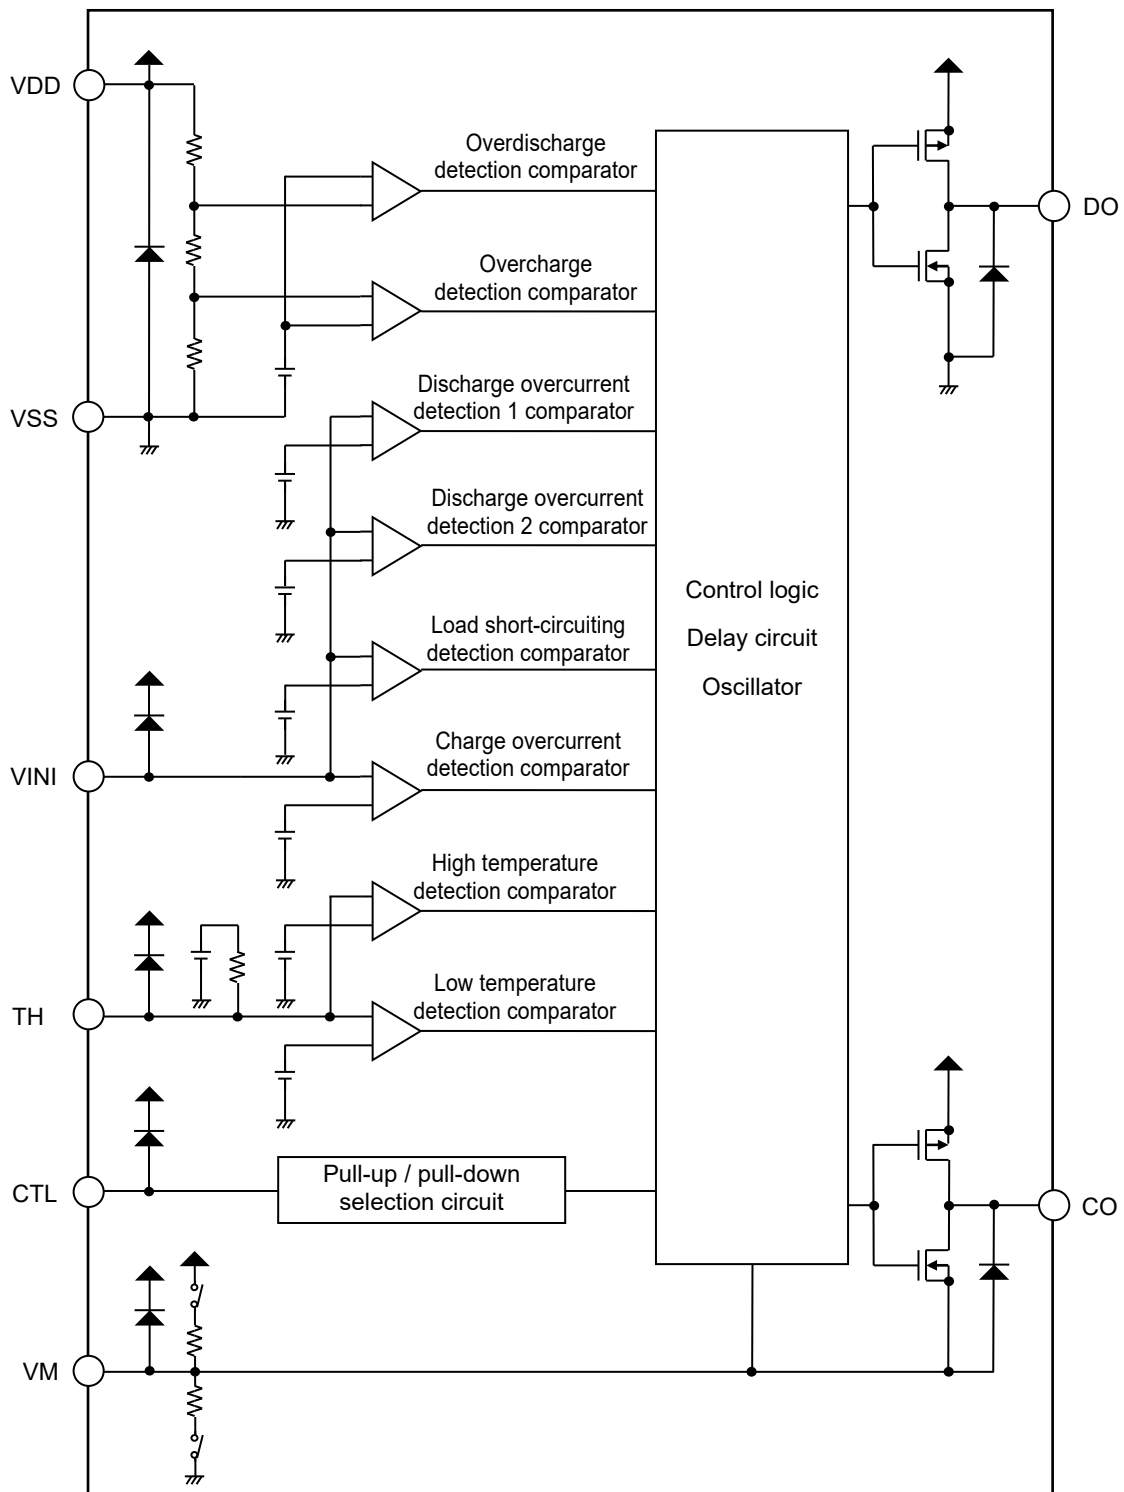 VDD
Overdischarge
detection comparator
DO
Overcharge
detection comparator
Discharge overcurrent
detection 1 comparator
VSS
Discharge overcurrent
detection 2 comparator
Control logic
Delay circuit
Oscillator
Load short-circuiting
detection comparator
Charge overcurrent
detection comparator
VINI
High temperature
detection comparator
Low temperature
detection comparator
TH
Pull-up / pull-down
selection circuit
CTL
CO
VM